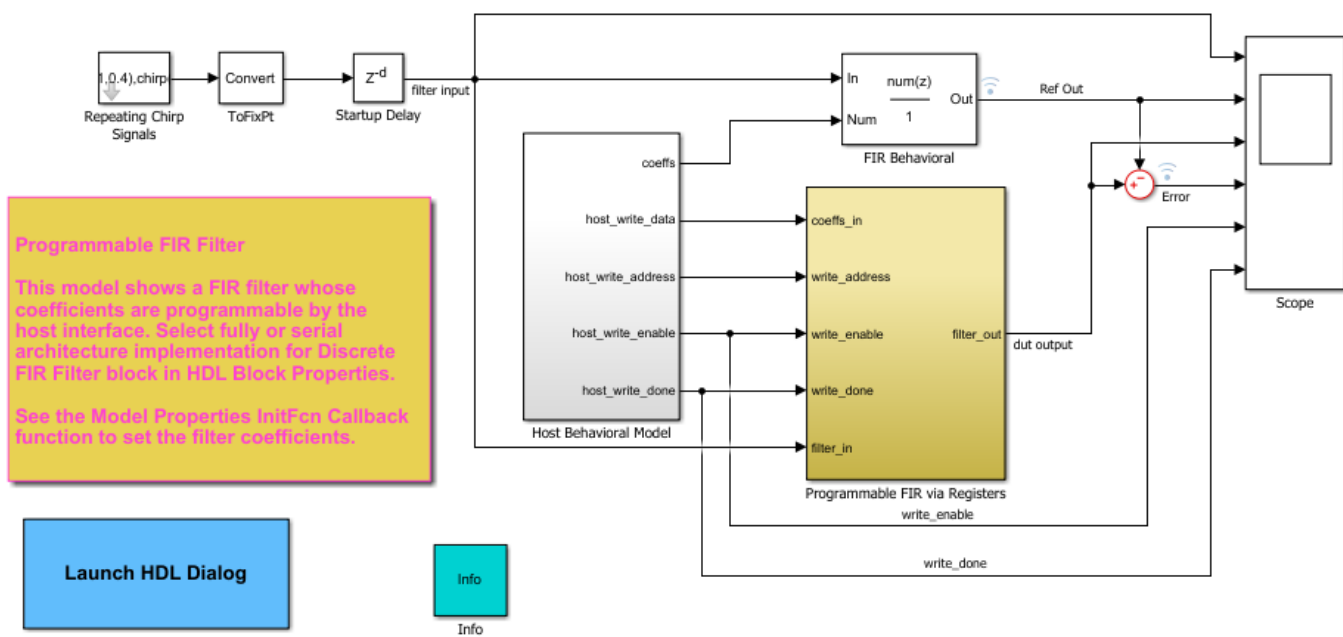 1,0.4),chirp(
Convert
Z-d
filter input
Repeating Chirp
Signals
ToFixPt
Startup Delay
In
num(z)
1
Out
Num
FIR Behavioral
Ref Out
Error
Scope
coeffs
host_write_data
host_write_address
host_write_enable
host_write_done
Host Behavioral Model
coeffs_in
write_address
write_enable
write_done
filter_in
filter_out
dut output
Programmable FIR via Registers
write_enable
write_done
Programmable FIR Filter
This model shows a FIR filter whose
coefficients are programmable by the
host interface. Select fully or serial
architecture implementation for Discrete
FIR Filter block in HDL Block Properties.
See the Model Properties InitFcn Callback
function to set the filter coefficients.
Launch HDL Dialog
Info
Info